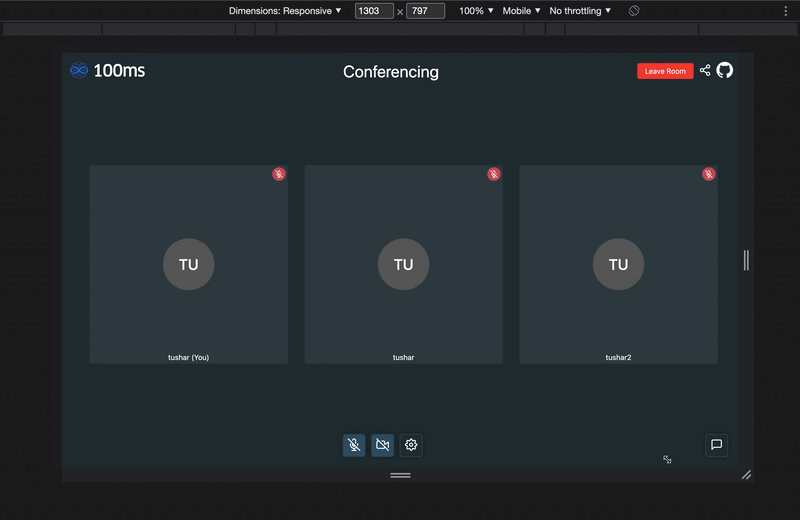 Dimensions: Responsive ▼ 1303 × 797 100% ▼ Mobile ▼ No throttling ▼
100ms Conferencing Leave Room
TU TU TU
tushar (You) tushar tushar2